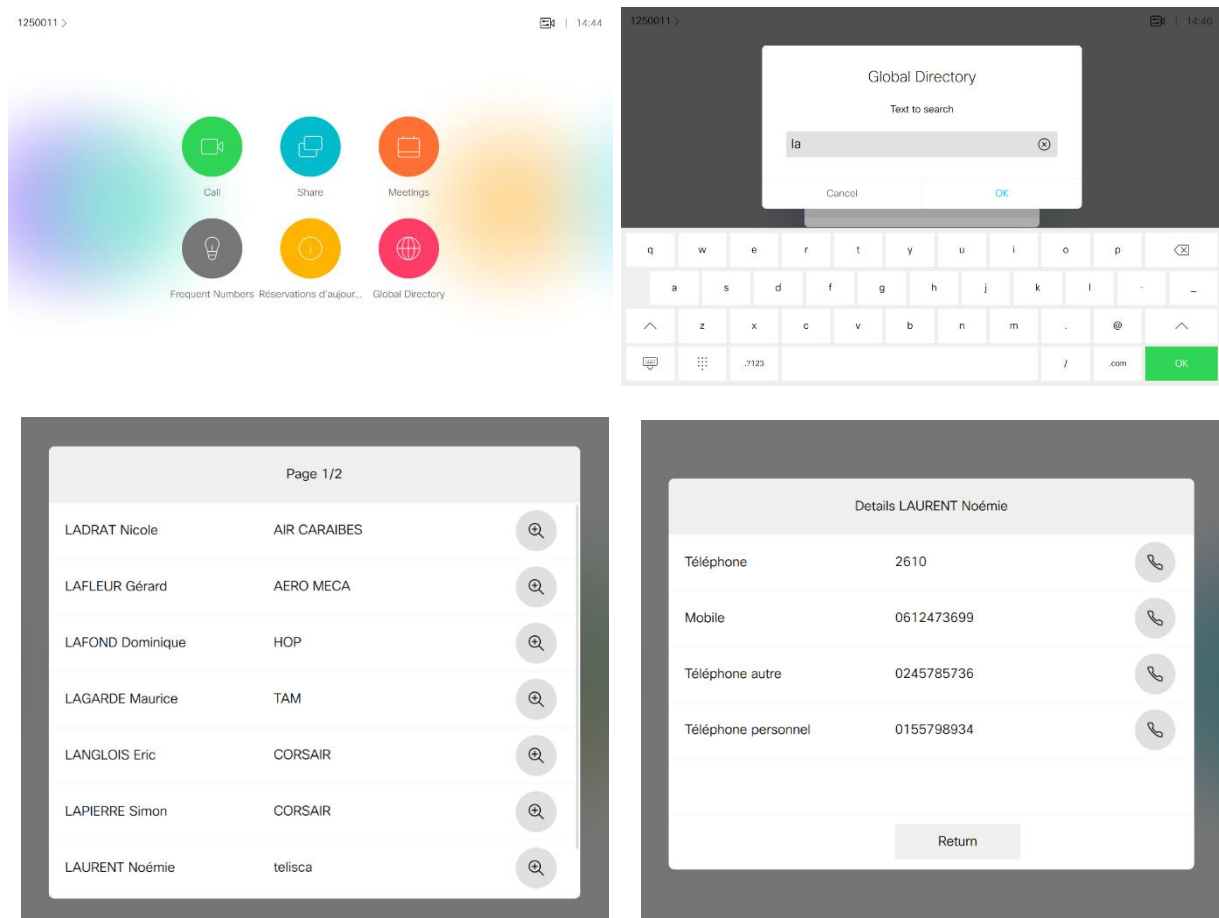 1250011 >
14:44
Call
Share
Meetings
Frequent Numbers
Réservations d'aujour...
Global Directory
1250011 >
14:40
Global Directory
Text to search
la
Cancel
OK
q w e r t y u i o p
a s d f g h j k l - _
z x c v b n m . @
.?123 / .com OK
Page 1/2
LADRAT Nicole AIR CARAIBES
LAFLEUR Gérard AERO MECA
LAFOND Dominique HOP
LAGARDE Maurice TAM
LANGLOIS Eric CORSAIR
LAPIERRE Simon CORSAIR
LAURENT Noémie telisca
Details LAURENT Noémie
Téléphone 2610
Mobile 0612473699
Téléphone autre 0245785736
Téléphone personnel 0155798934
Return